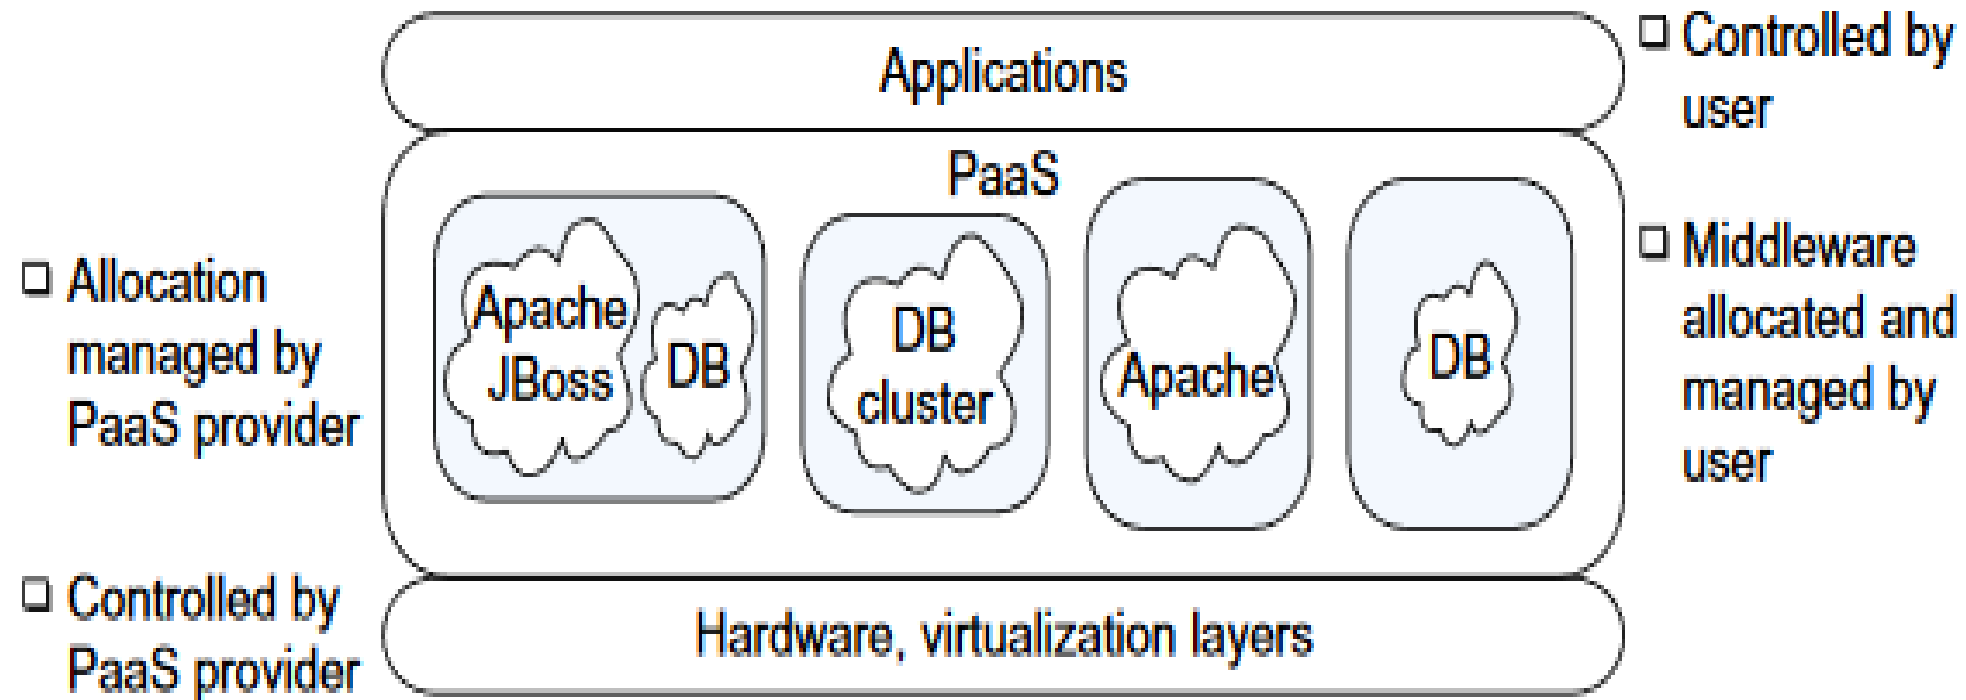 Applications
□ Controlled by
user
PaaS
□ Allocation
managed by
PaaS provider
Apache
JBoss
DB
DB
cluster
Apache
DB
□ Middleware
allocated and
managed by
user
□ Controlled by
PaaS provider
Hardware, virtualization layers